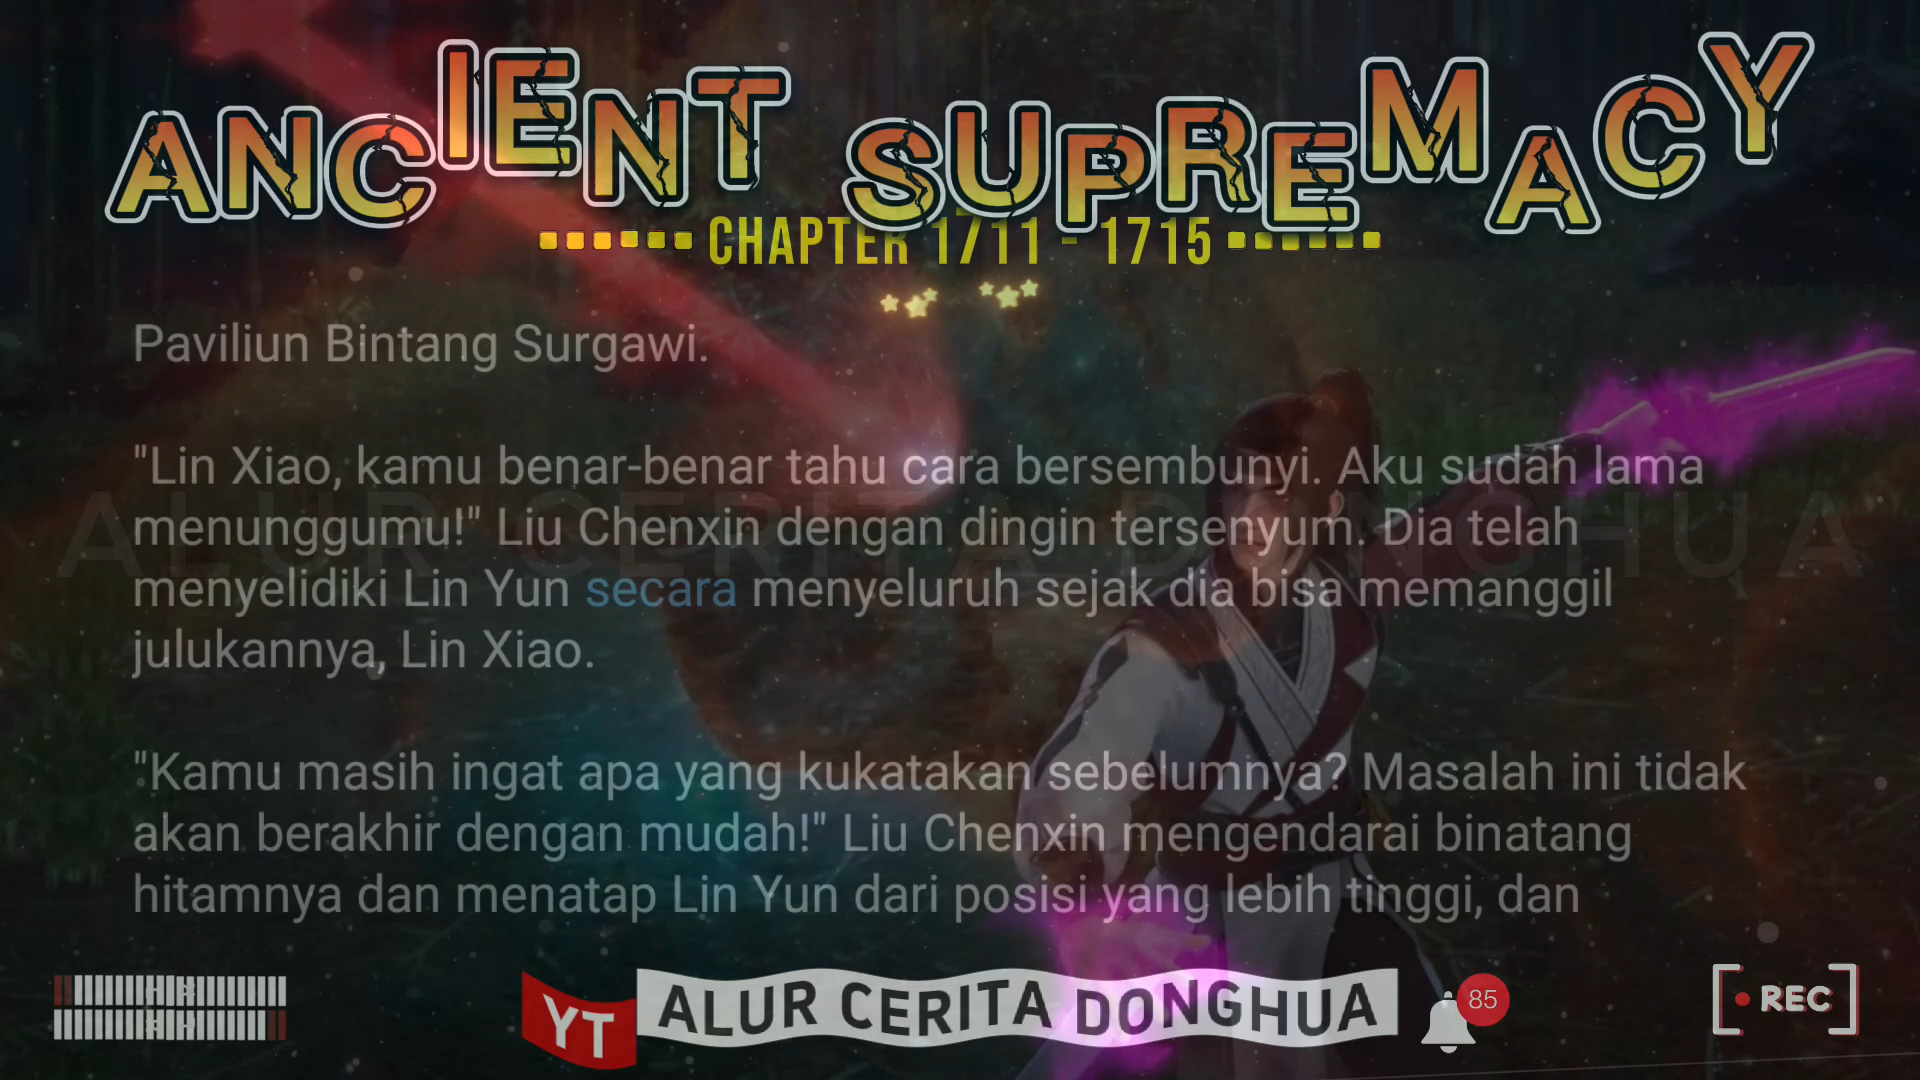 ANCIENT SUPREMACY
CHAPTER 1711 - 1715
Paviliun Bintang Surgawi.
"Lin Xiao, kamu benar-benar tahu cara bersembunyi. Aku sudah lama
menunggumu!" Liu Chenxin dengan dingin tersenyum. Dia telah
menyelidiki Lin Yun secara menyeluruh sejak dia bisa memanggil
julukannya, Lin Xiao.
"Kamu masih ingat apa yang kukatakan sebelumnya? Masalah ini tidak
akan berakhir dengan mudah!" Liu Chenxin mengendarai binatang
hitamnya dan menatap Lin Yun dari posisi yang lebih tinggi, dan
ALUR CERITA DONGHUA
YT ALUR CERITA DONGHUA
85
REC